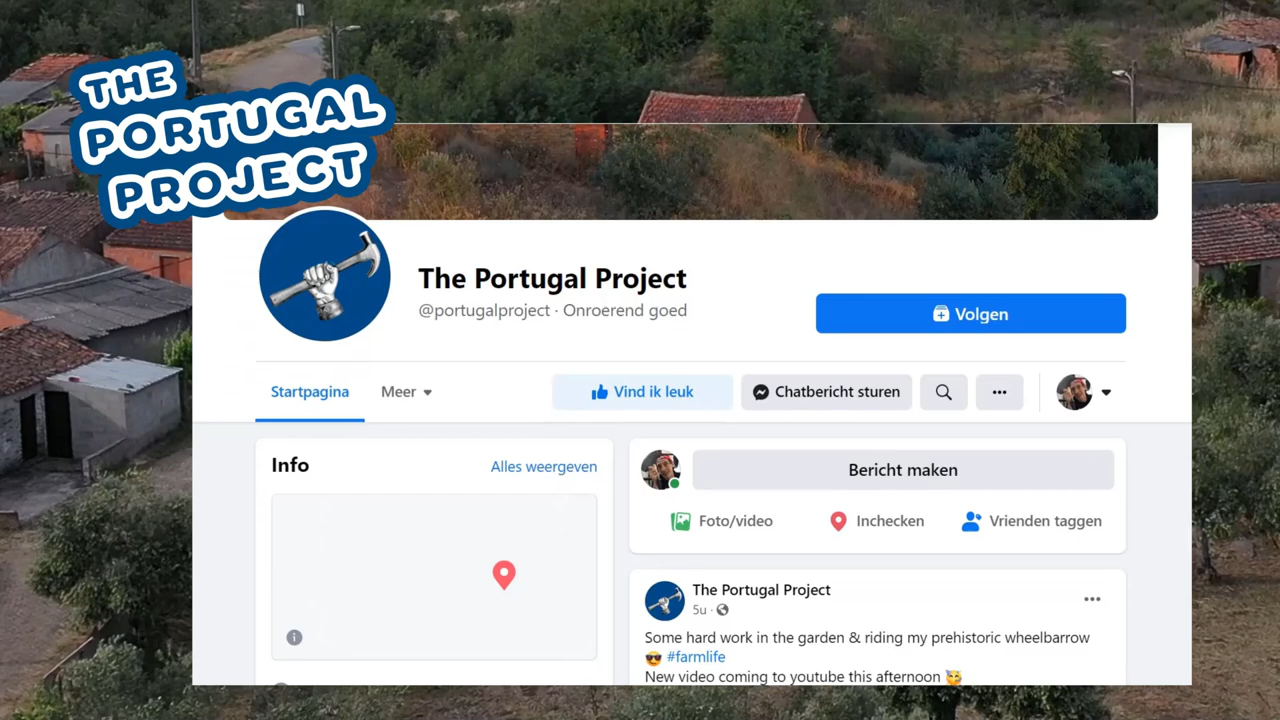 THE
PORTUGAL
PROJECT
The Portugal Project
@portugalproject · Onroerend goed
Volgen
Startpagina
Meer
Vind ik leuk
Chatbericht sturen
Info
Alles weergeven
Bericht maken
Foto/video
Inchecken
Vrienden taggen
The Portugal Project
5u ·
Some hard work in the garden & riding my prehistoric wheelbarrow
😎 #farmlife
New video coming to youtube this afternoon 🥰